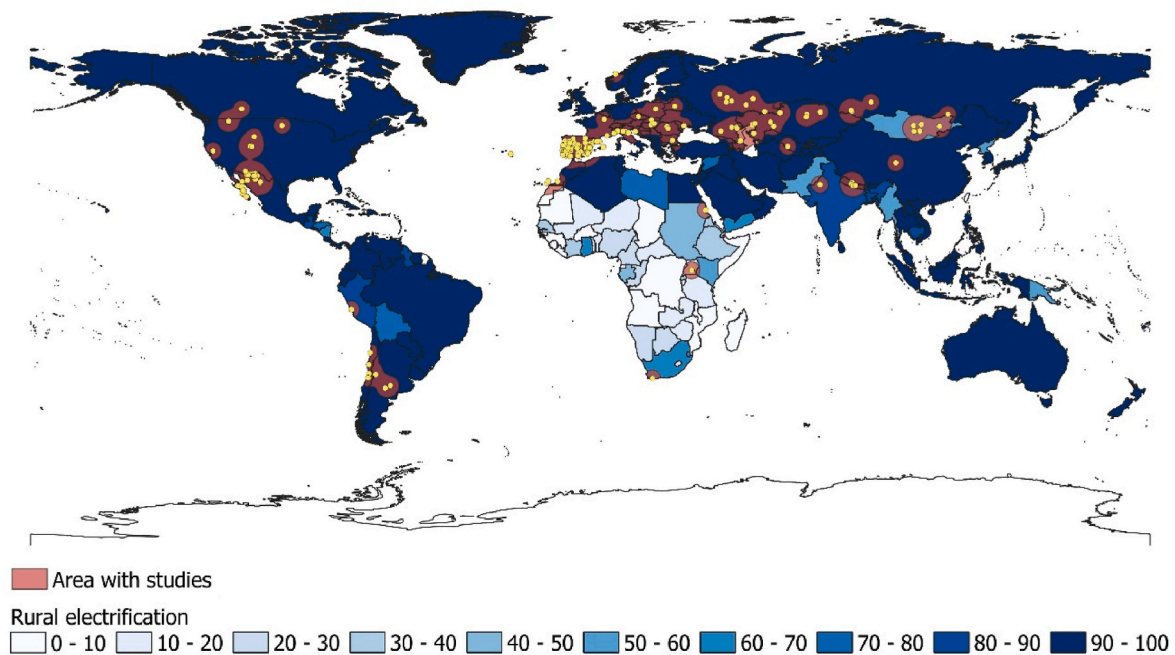 Area with studies
Rural electrification
0 - 10 10 - 20 20 - 30 30 - 40 40 - 50 50 - 60 60 - 70 70 - 80 80 - 90 90 - 100